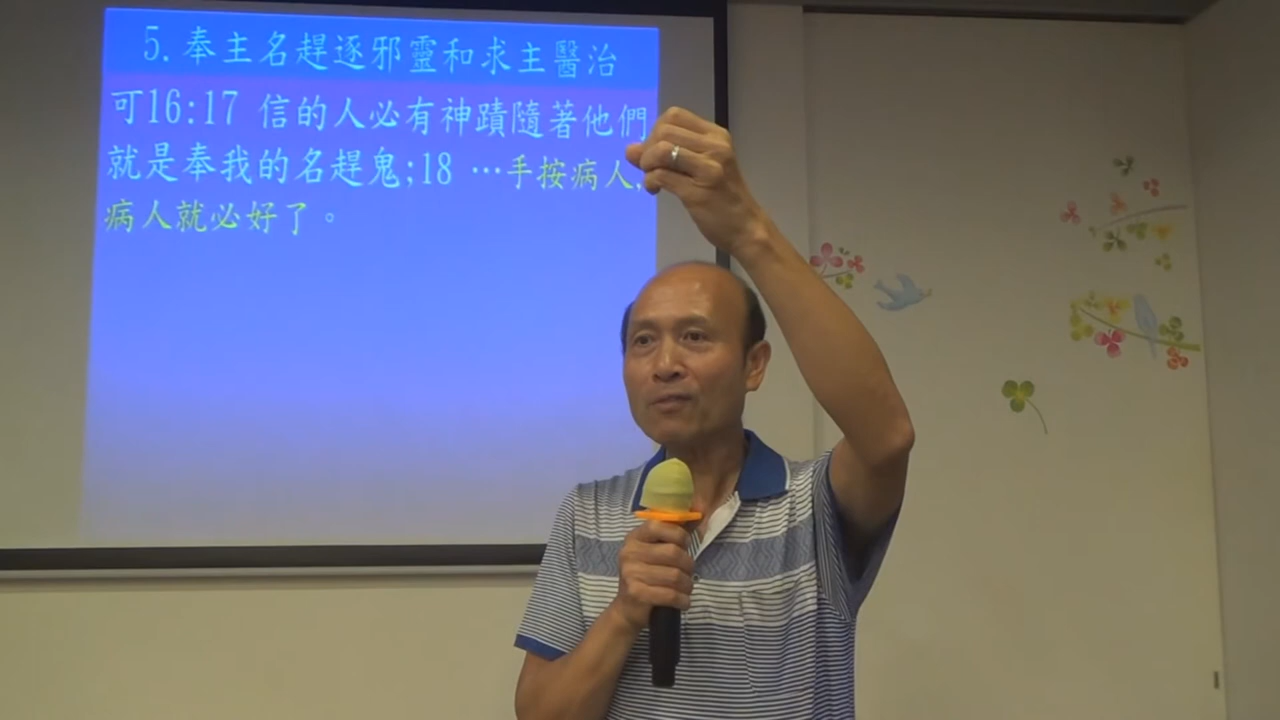 5.奉主名趕逐邪靈和求主醫治
可16:17 信的人必有神蹟隨著他們
就是奉我的名趕鬼;18 …手按病人,
病人就必好了。